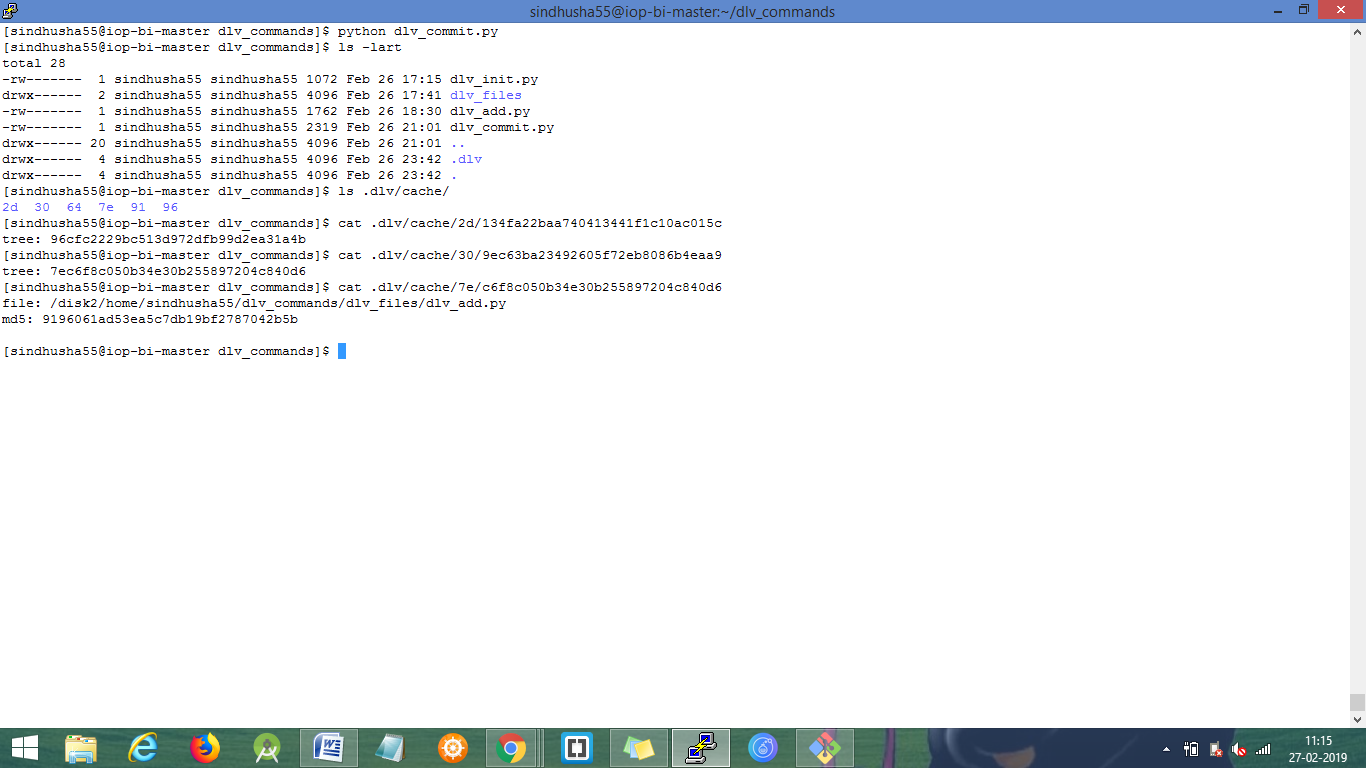 sindhusha55@iop-bi-master:~/dlv_commands
[sindhusha55@iop-bi-master dlv_commands]$ python dlv_commit.py
[sindhusha55@iop-bi-master dlv_commands]$ ls -lart
total 28
-rw-------  1 sindhusha55 sindhusha55 1072 Feb 26 17:15 dlv_init.py
drwx------  2 sindhusha55 sindhusha55 4096 Feb 26 17:41 dlv_files
-rw-------  1 sindhusha55 sindhusha55 1762 Feb 26 18:30 dlv_add.py
-rw-------  1 sindhusha55 sindhusha55 2319 Feb 26 21:01 dlv_commit.py
drwx------ 20 sindhusha55 sindhusha55 4096 Feb 26 21:01 ..
drwx------  4 sindhusha55 sindhusha55 4096 Feb 26 23:42 .dlv
drwx------  4 sindhusha55 sindhusha55 4096 Feb 26 23:42 .
[sindhusha55@iop-bi-master dlv_commands]$ ls .dlv/cache/
2d  30  64  7e  91  96
[sindhusha55@iop-bi-master dlv_commands]$ cat .dlv/cache/2d/134fa22baa740413441f1c10ac015c
tree: 96cfc2229bc513d972dfb99d2ea31a4b
[sindhusha55@iop-bi-master dlv_commands]$ cat .dlv/cache/30/9ec63ba23492605f72eb8086b4eaa9
tree: 7ec6f8c050b34e30b255897204c840d6
[sindhusha55@iop-bi-master dlv_commands]$ cat .dlv/cache/7e/c6f8c050b34e30b255897204c840d6
file: /disk2/home/sindhusha55/dlv_commands/dlv_files/dlv_add.py
md5: 9196061ad53ea5c7db19bf2787042b5b
[sindhusha55@iop-bi-master dlv_commands]$
11:15
27-02-2019